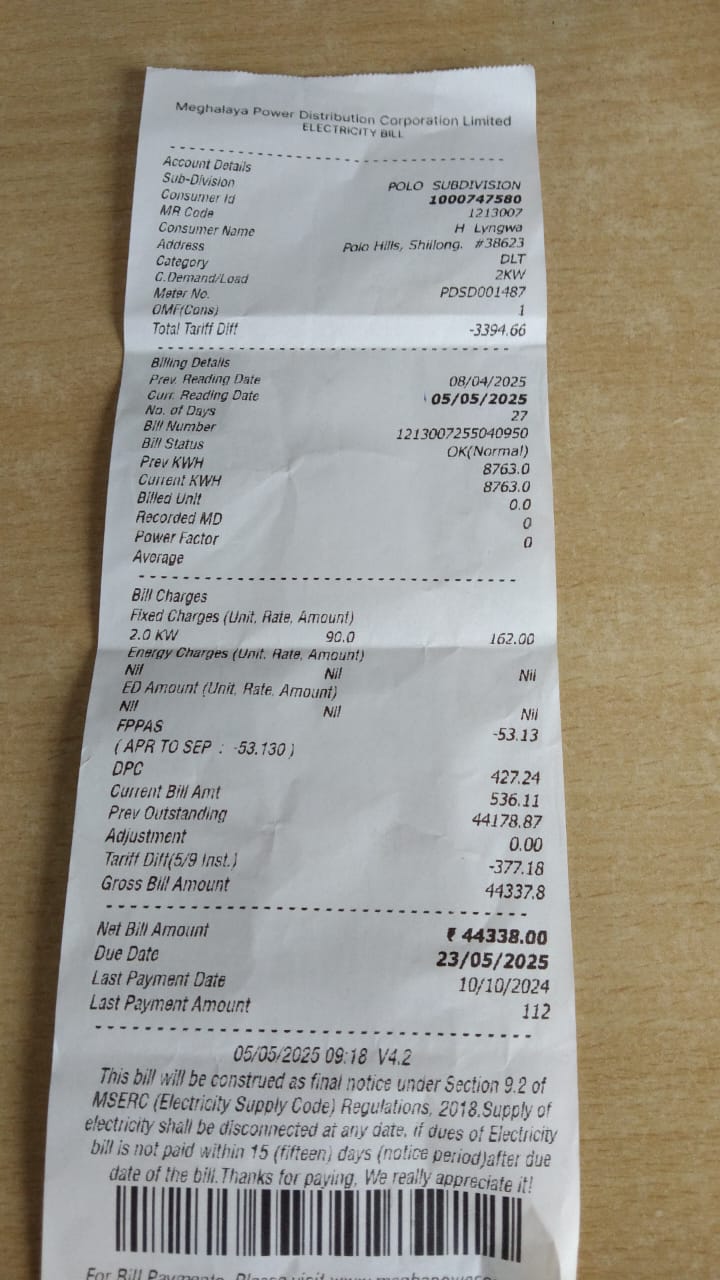 Meghalaya Power Distribution Corporation Limited
ELECTRICITY BILL
Account Details
Sub-Division POLO SUBDIVISION
Consumer Id 1000747580
MR Code 1213007
Consumer Name H Lyngwa
Address Polo Hills, Shillong, #38623
Category DLT
C.Demand/Load 2KW
Meter No. PDSD001487
OMF(Cons) 1
Total Tariff Diff -3394.66
Billing Details
Prev. Reading Date 08/04/2025
Curr. Reading Date 05/05/2025
No. of Days 27
Bill Number 1213007255040950
Bill Status OK(Normal)
Prev KWH 8763.0
Current KWH 8763.0
Billed Unit 0.0
Recorded MD 0
Power Factor 0
Average
Bill Charges
Fixed Charges (Unit, Rate, Amount)
2.0 KW 90.0 162.00
Energy Charges (Unit, Rate, Amount)
Nil Nil Nil
ED Amount (Unit, Rate, Amount)
Nil Nil Nil
FPPAS -53.13
( APR TO SEP : -53.130 )
DPC 427.24
Current Bill Amt 536.11
Prev Outstanding 44178.87
Adjustment 0.00
Tariff Diff(5/9 Inst.) -377.18
Gross Bill Amount 44337.8
Net Bill Amount ₹ 44338.00
Due Date 23/05/2025
Last Payment Date 10/10/2024
Last Payment Amount 112
05/05/2025 09:18 V4.2
This bill will be construed as final notice under Section 9.2 of
MSERC (Electricity Supply Code) Regulations, 2018.Supply of
electricity shall be disconnected at any date, if dues of Electricity
bill is not paid within 15 (fifteen) days (notice period)after due
date of the bill.Thanks for paying, We really appreciate it!
For Bill Payments, Please visit